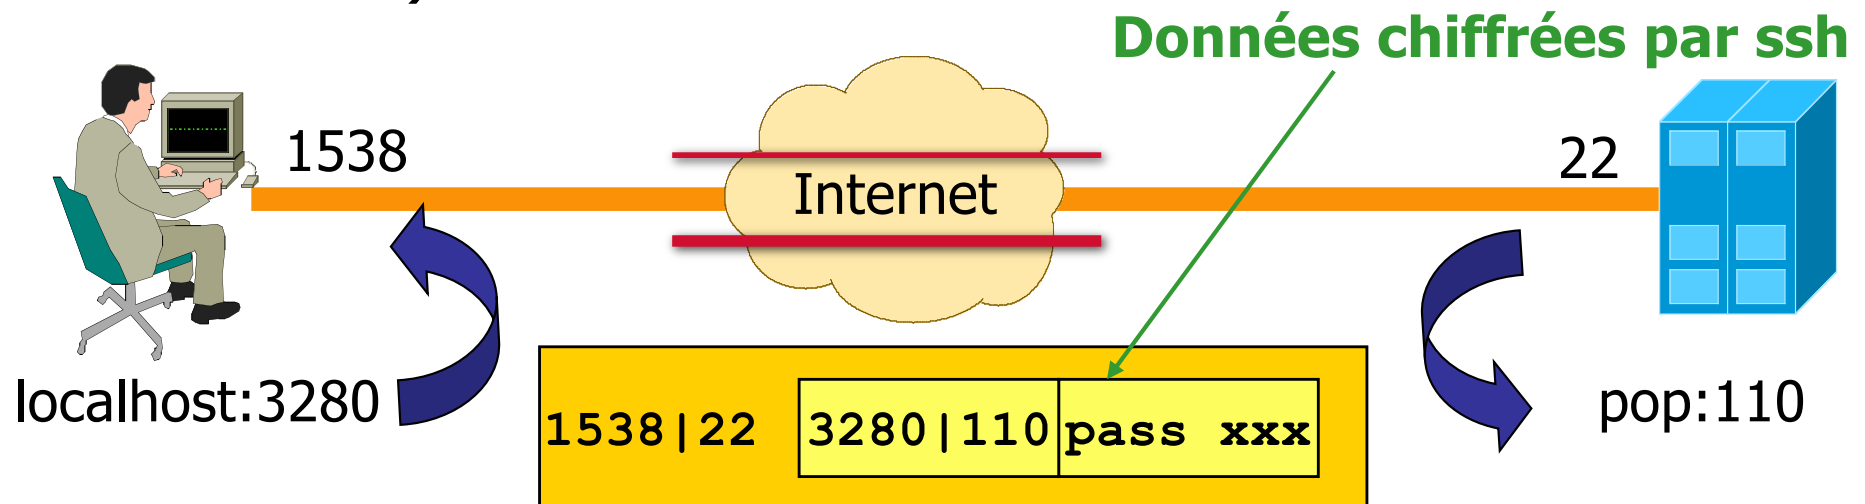 Données chiffrées par ssh
1538
22
Internet
localhost:3280
pop:110
1538|22 3280|110 pass xxx